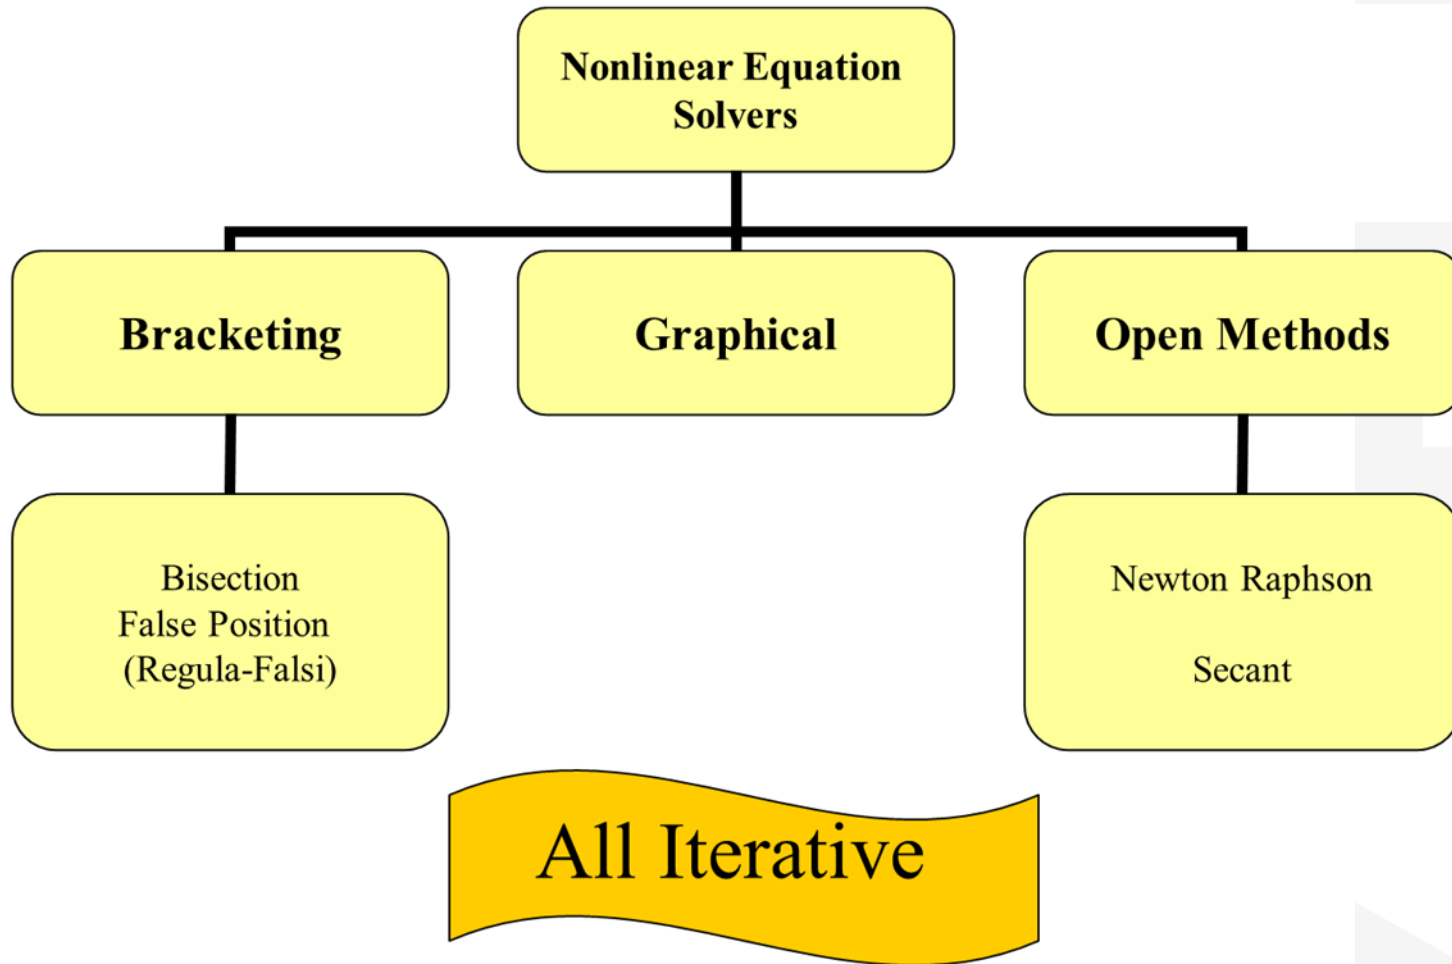 Nonlinear Equation
Solvers
Bracketing
Graphical
Open Methods
Bisection
False Position
(Regula-Falsi)
Newton Raphson
Secant
All Iterative